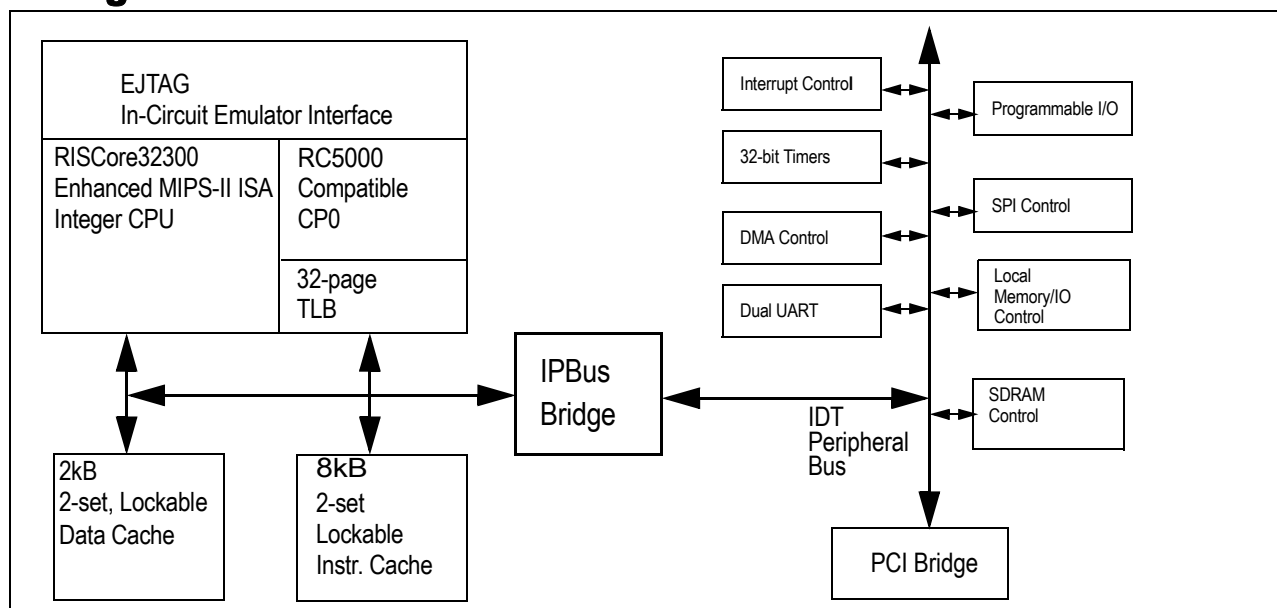 EJTAG
In-Circuit Emulator Interface
RISCore32300
Enhanced MIPS-II ISA
Integer CPU
RC5000
Compatible
CP0
32-page
TLB
2kB
2-set, Lockable
Data Cache
8kB
2-set
Lockable
Instr. Cache
IPBus
Bridge
Interrupt Control
32-bit Timers
DMA Control
Dual UART
IDT
Peripheral
Bus
Programmable I/O
SPI Control
Local
Memory/IO
Control
SDRAM
Control
PCI Bridge